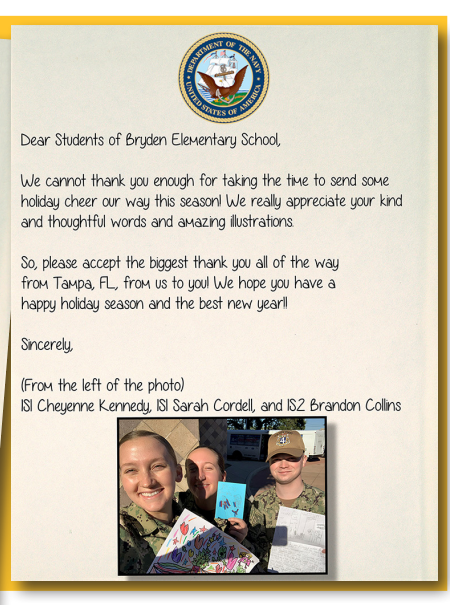 DEPARTMENT OF THE NAVY
UNITED STATES OF AMERICA
Dear Students of Bryden Elementary School,
We cannot thank you enough for taking the time to send some
holiday cheer our way this season! We really appreciate your kind
and thoughtful words and amazing illustrations.
So, please accept the biggest thank you all of the way
from Tampa, FL, from us to you! We hope you have a
happy holiday season and the best new year!!
Sincerely,
(From the left of the photo)
IS1 Cheyenne Kennedy, IS1 Sarah Cordell, and IS2 Brandon Collins